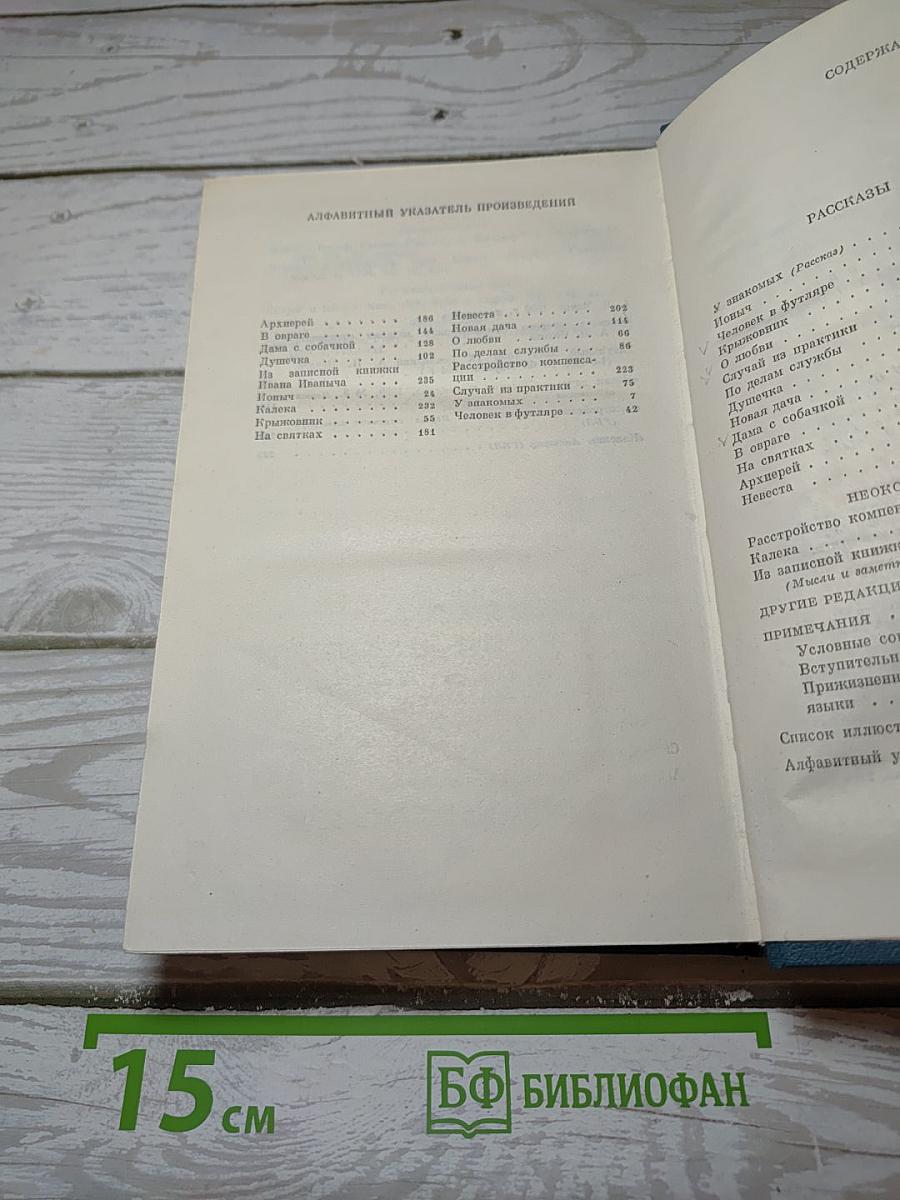 АЛФАВИТНЫЙ УКАЗАТЕЛЬ ПРОИЗВЕДЕНИЙ
Архиерей . . . . . . . 186
В овраге . . . . . . . 144
Дама с собачкой . . . . 128
Душечка . . . . . . . 102
Из записной книжки
Ивана Иваныча . . . . 235
Ионыч . . . . . . . . 24
Калека . . . . . . . . 232
Крыжовник . . . . . . 55
На святках . . . . . . 181
Невеста . . . . . . . . 202
Новая дача . . . . . . . 114
О любви . . . . . . . . 66
По делам службы . . . 86
Расстройство компенса-
ции . . . . . . . . . . 223
Случай из практики . . . 75
У знакомых . . . . . . . 7
Человек в футляре . . . 42
СОДЕРЖА
РАССКАЗЫ
У знакомых (Рассказ) . . . .
Ионыч . . . . . . . .
Человек в футляре . . .
Крыжовник . . . . . .
О любви . . . . . . .
Случай из практики . . .
По делам службы . . .
Душечка . . . . . . .
Новая дача . . . . . .
Дама с собачкой . . .
В овраге . . . . . . .
На святках . . . . . .
Архиерей . . . . . . .
Невеста . . . . . . .
НЕОКО
Расстройство компен
Калека . . . . . . .
Из записной книжк
(Мысли и заметк
ДРУГИЕ РЕДАКЦИ
ПРИМЕЧАНИЯ .
Условные со
Вступительн
Прижизненн
языки . .
Список иллюст
Алфавитный у
15 см
БФ БИБЛИОФАН